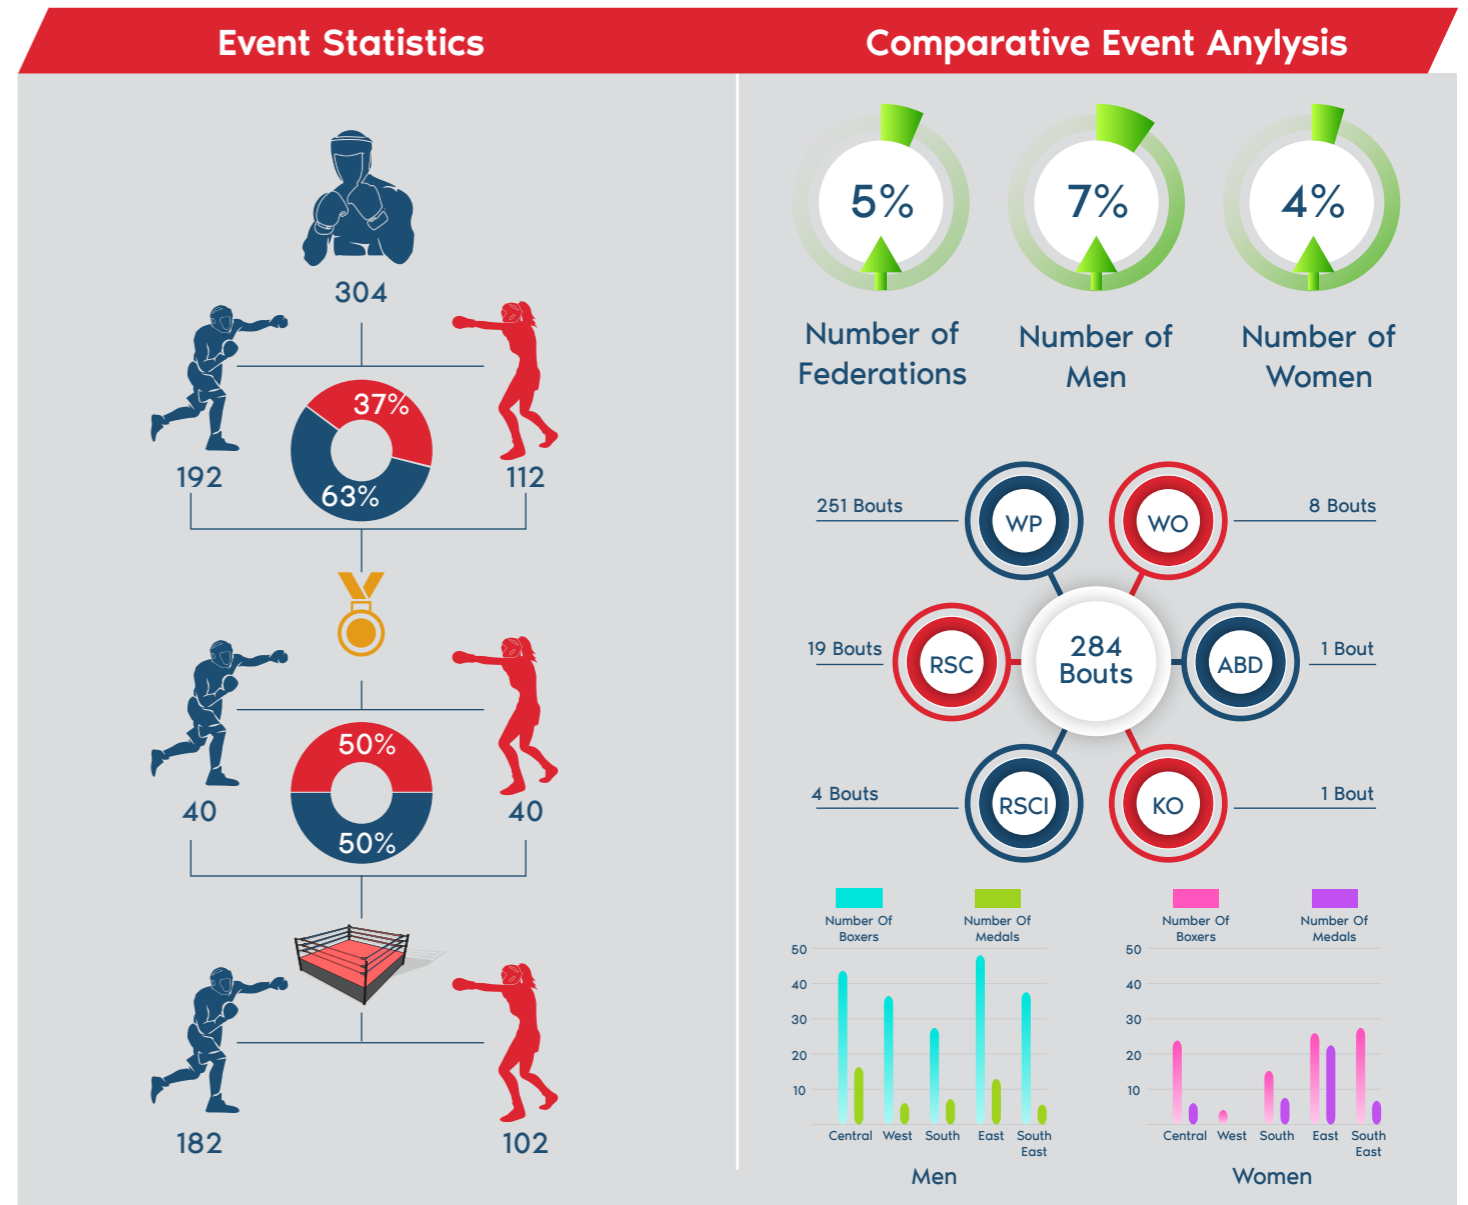 Event Statistics
Comparative Event Anylysis
304
192
37%
63%
112
40
50%
50%
40
182
102
5%
7%
4%
Number of
Federations
Number of
Men
Number of
Women
251 Bouts
WP
WO
8 Bouts
19 Bouts
RSC
284
Bouts
ABD
1 Bout
4 Bouts
RSCI
KO
1 Bout
Number Of
Boxers
Number Of
Medals
50
40
30
20
10
Central
West
South
East
South
East
Men
Number Of
Boxers
Number Of
Medals
50
40
30
20
10
Central
West
South
East
South
East
Women